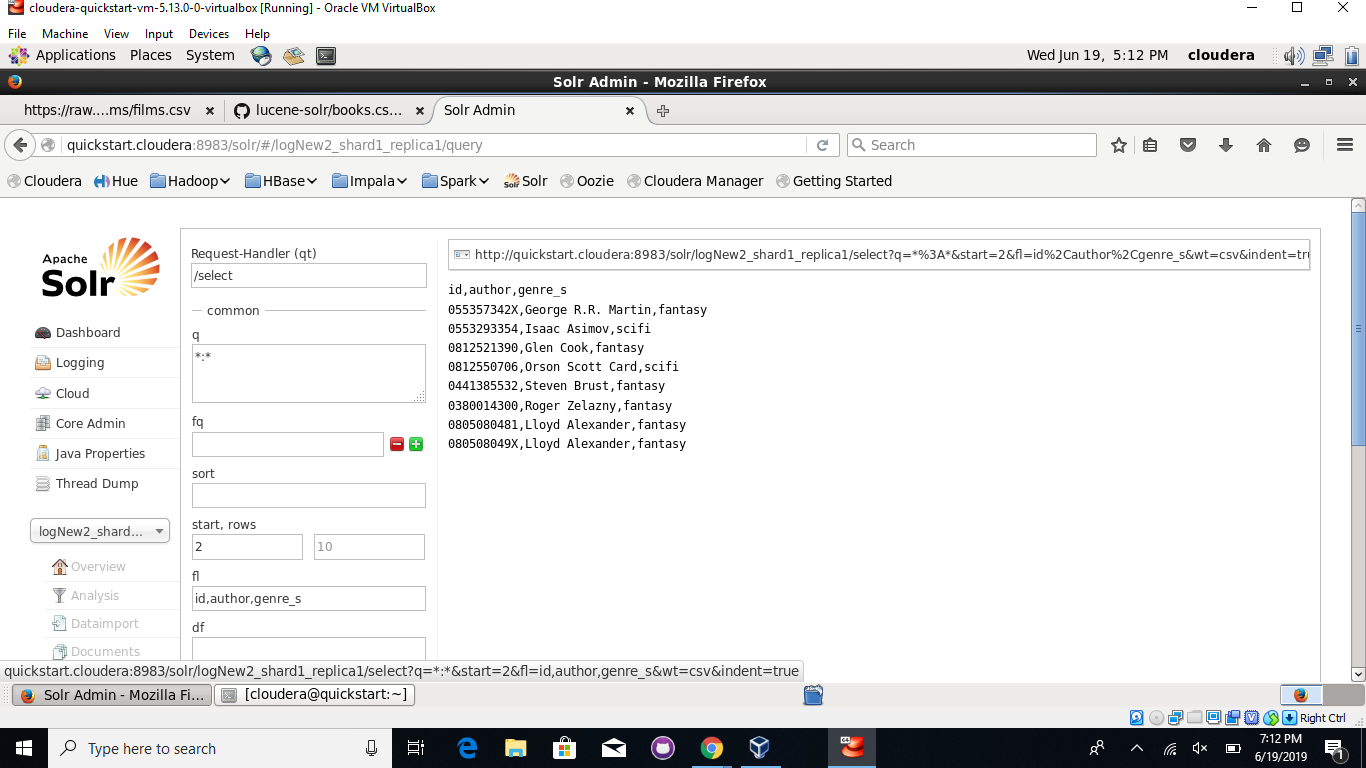 cloudera-quickstart-vm-5.13.0-0-virtualbox [Running] - Oracle VM VirtualBox
File Machine View Input Devices Help
Applications Places System Wed Jun 19, 5:12 PM cloudera
Solr Admin - Mozilla Firefox
https://raw....ms/films.csv lucene-solr/books.cs... Solr Admin
quickstart.cloudera:8983/solr/#/logNew2_shard1_replica1/query Search
Cloudera Hue Hadoop HBase Impala Spark Solr Oozie Cloudera Manager Getting Started
Apache
Solr
Dashboard
Logging
Cloud
Core Admin
Java Properties
Thread Dump
logNew2_shard...
Overview
Analysis
Dataimport
Documents
Request-Handler (qt)
/select
common
q
*:*
fq
sort
start, rows
2 10
fl
id,author,genre_s
df
http://quickstart.cloudera:8983/solr/logNew2_shard1_replica1/select?q=*%3A*&start=2&fl=id%2Cauthor%2Cgenre_s&wt=csv&indent=tru
id,author,genre_s
055357342X,George R.R. Martin,fantasy
0553293354,Isaac Asimov,scifi
0812521390,Glen Cook,fantasy
0812550706,Orson Scott Card,scifi
0441385532,Steven Brust,fantasy
0380014300,Roger Zelazny,fantasy
0805080481,Lloyd Alexander,fantasy
080508049X,Lloyd Alexander,fantasy
quickstart.cloudera:8983/solr/logNew2_shard1_replica1/select?q=*:*&start=2&fl=id,author,genre_s&wt=csv&indent=true
Solr Admin - Mozilla Fi... [cloudera@quickstart:~]
Right Ctrl
Type here to search
7:12 PM
6/19/2019
1